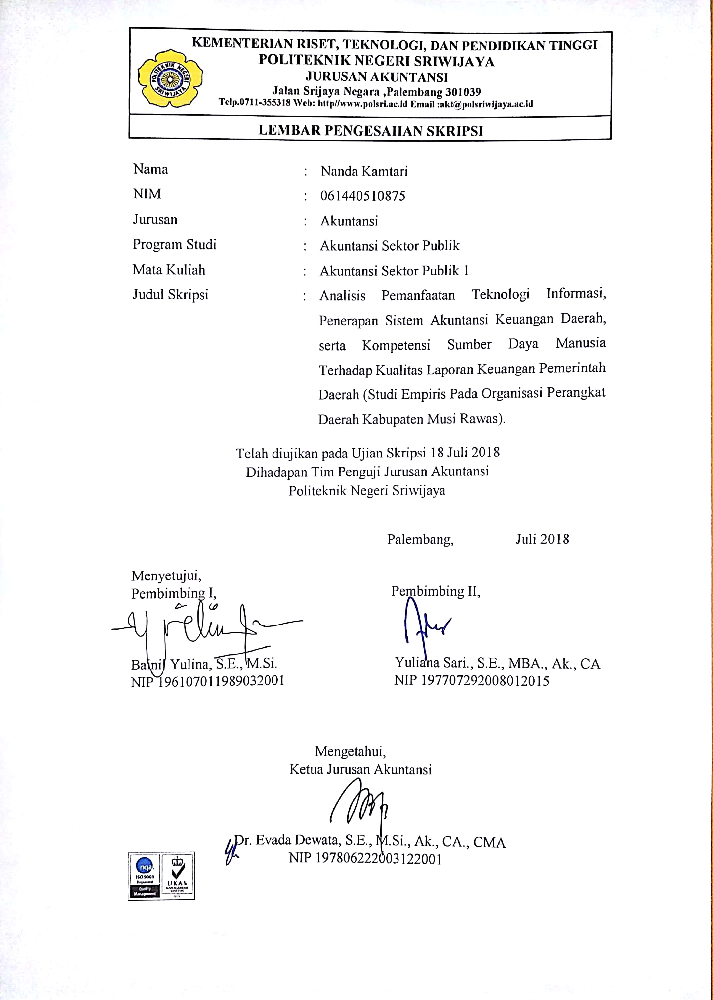 KEMENTERIAN RISET, TEKNOLOGI, DAN PENDIDIKAN TINGGI
POLITEKNIK NEGERI SRIWIJAYA
JURUSAN AKUNTANSI
Jalan Srijaya Negara ,Palembang 301039
Telp.0711-355318 Web: http//www.polsri.ac.id Email :akt@polsriwijaya.ac.id
POLITEKNIK NEGERI
SRIWIJAYA
LEMBAR PENGESAHAN SKRIPSI
Nama : Nanda Kamtari
NIM : 061440510875
Jurusan : Akuntansi
Program Studi : Akuntansi Sektor Publik
Mata Kuliah : Akuntansi Sektor Publik 1
Judul Skripsi : Analisis Pemanfaatan Teknologi Informasi,
Penerapan Sistem Akuntansi Keuangan Daerah,
serta Kompetensi Sumber Daya Manusia
Terhadap Kualitas Laporan Keuangan Pemerintah
Daerah (Studi Empiris Pada Organisasi Perangkat
Daerah Kabupaten Musi Rawas).
Telah diujikan pada Ujian Skripsi 18 Juli 2018
Dihadapan Tim Penguji Jurusan Akuntansi
Politeknik Negeri Sriwijaya
Palembang, Juli 2018
Menyetujui,
Pembimbing I, Pembimbing II,
Bainil Yulina, S.E., M.Si. Yuliana Sari., S.E., MBA., Ak., CA
NIP 196107011989032001 NIP 197707292008012015
Mengetahui,
Ketua Jurusan Akuntansi
Dr. Evada Dewata, S.E., M.Si., Ak., CA., CMA
NIP 197806222003122001
nqa.
ISO 9001
Registered
Quality
Management
UKAS
MANAGEMENT
SYSTEMS